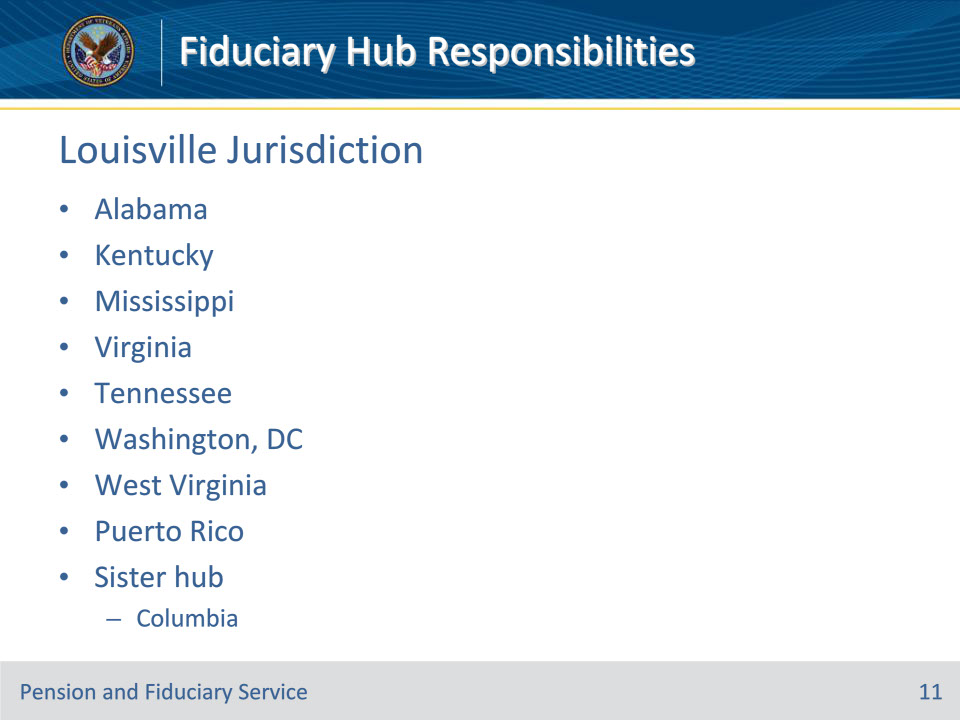 Fiduciary Hub Responsibilities
Louisville Jurisdiction
• Alabama
• Kentucky
• Mississippi
• Virginia
• Tennessee
• Washington, DC
• West Virginia
• Puerto Rico
• Sister hub
– Columbia
Pension and Fiduciary Service
11